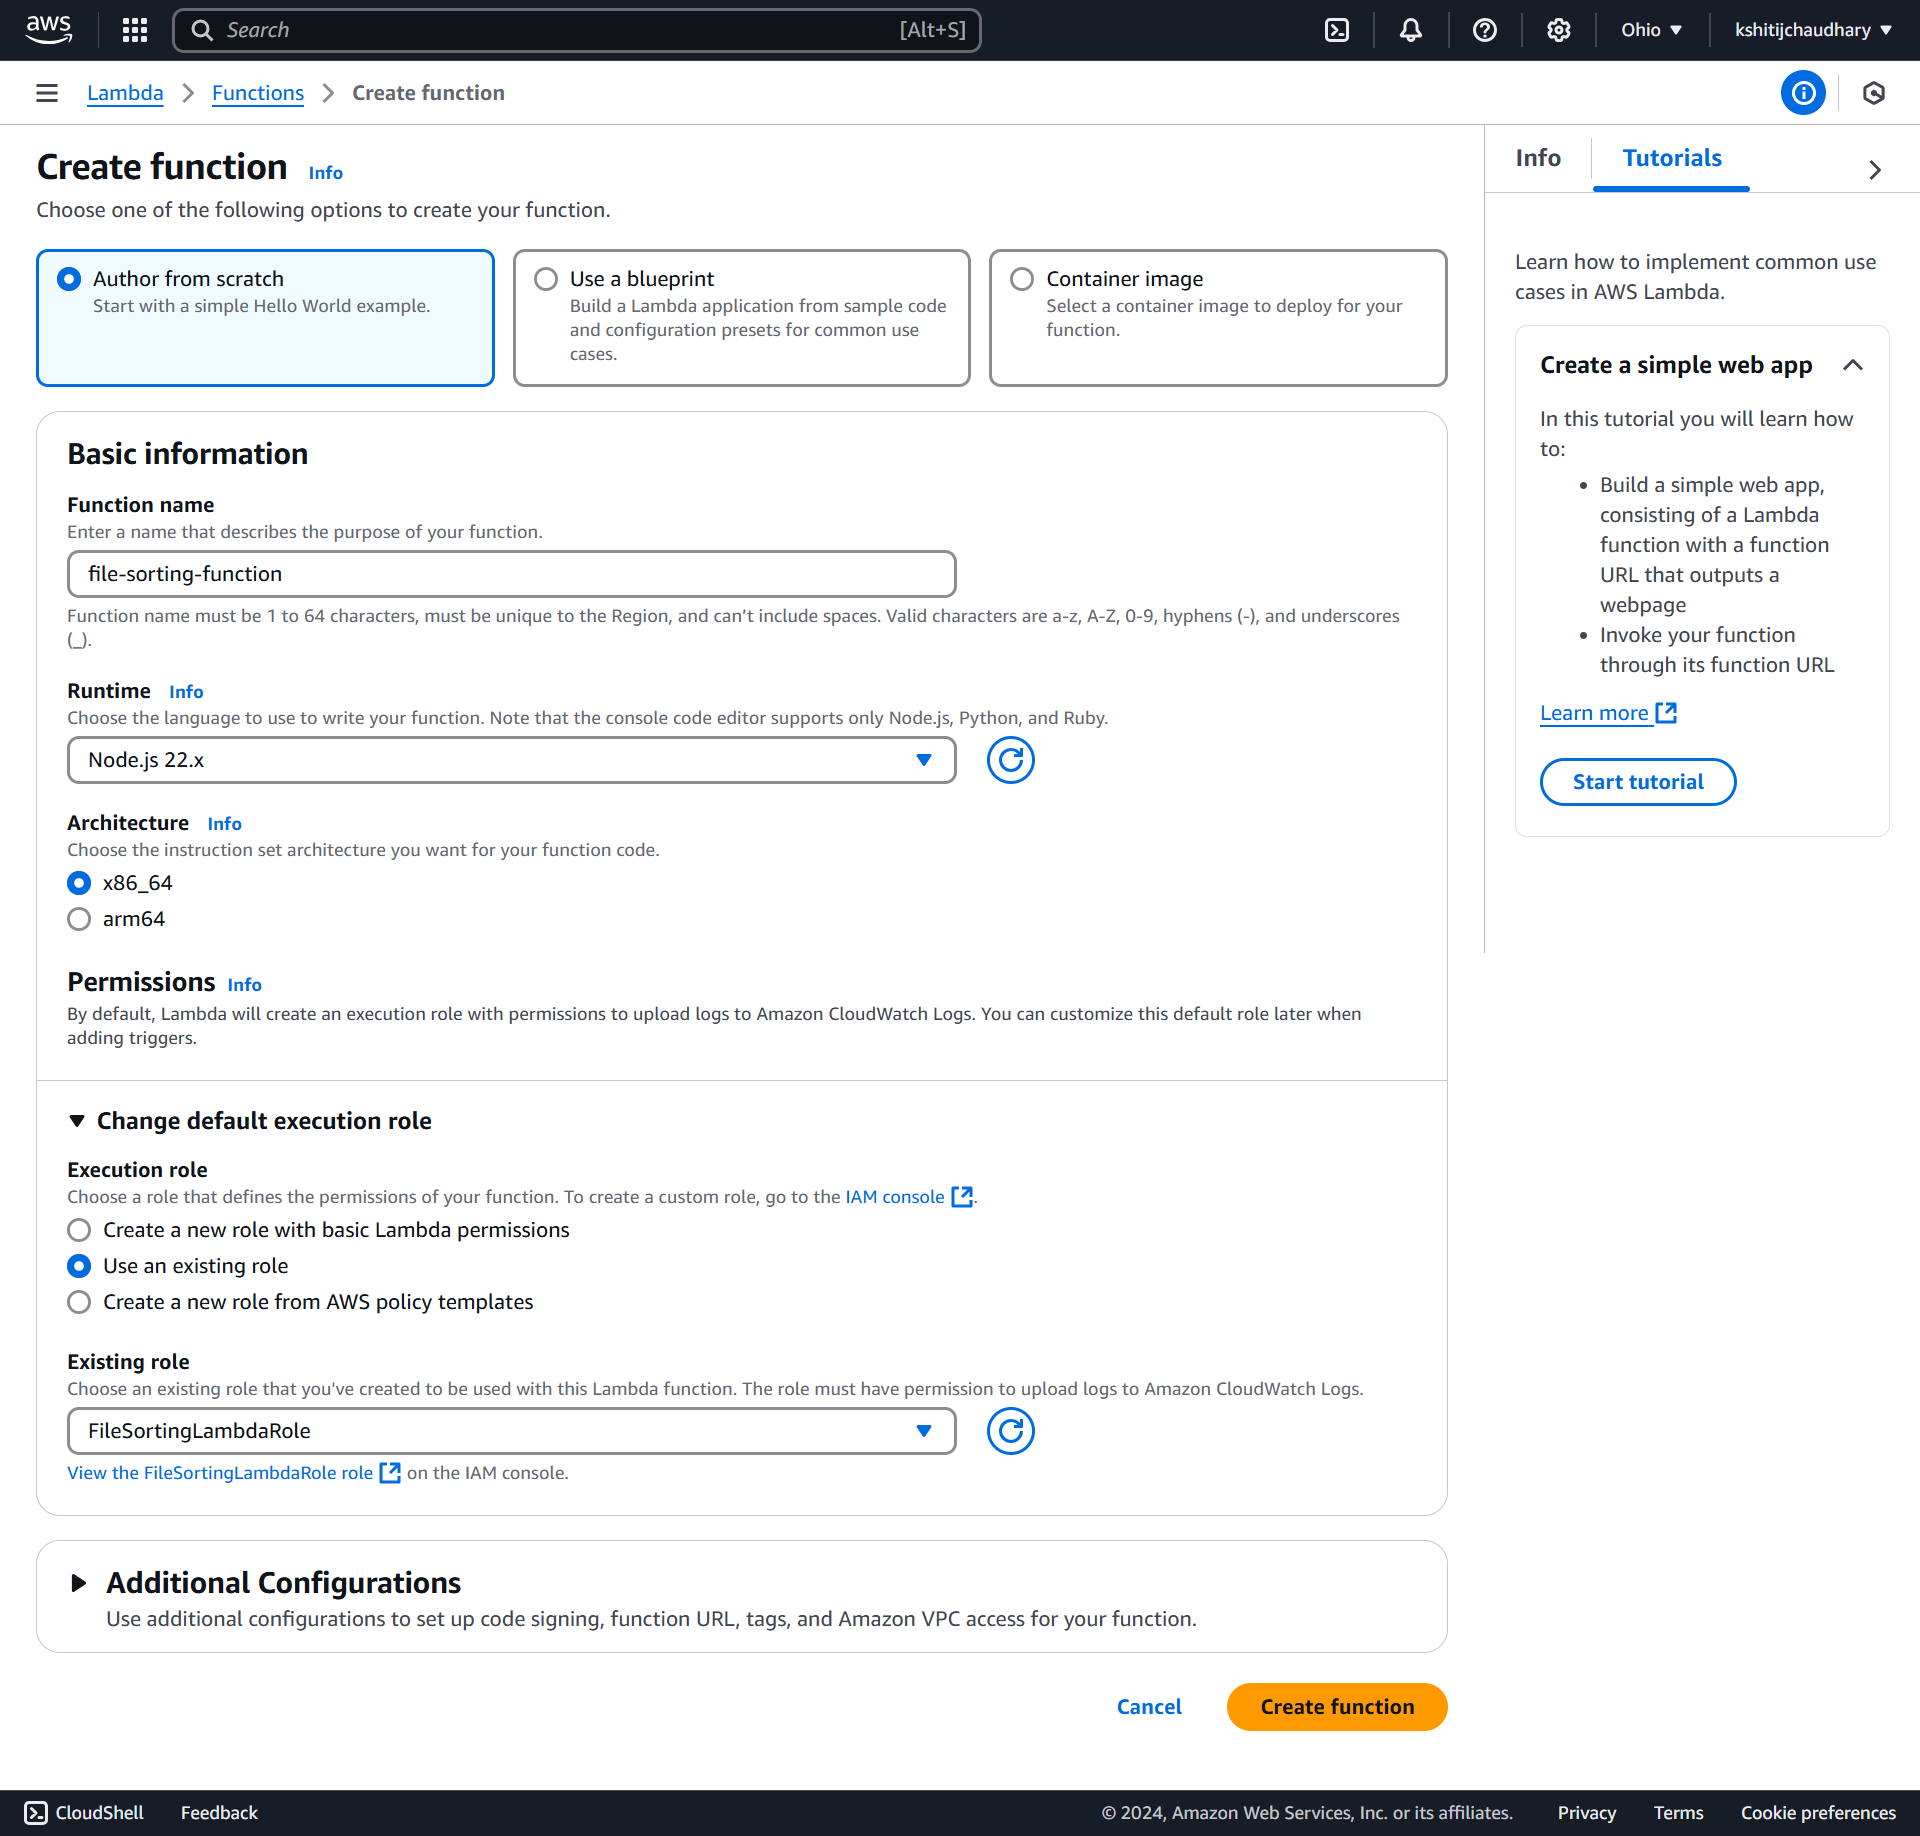 aws
Search
[Alt+S]
Ohio
kshitijchaudhary
Lambda
Functions
Create function
Create function
Info
Choose one of the following options to create your function.
Author from scratch
Start with a simple Hello World example.
Use a blueprint
Build a Lambda application from sample code
and configuration presets for common use
cases.
Container image
Select a container image to deploy for your
function.
Basic information
Function name
Enter a name that describes the purpose of your function.
file-sorting-function
Function name must be 1 to 64 characters, must be unique to the Region, and can’t include spaces. Valid characters are a-z, A-Z, 0-9, hyphens (-), and underscores
(_).
Runtime Info
Choose the language to use to write your function. Note that the console code editor supports only Node.js, Python, and Ruby.
Node.js 22.x
Architecture Info
Choose the instruction set architecture you want for your function code.
x86_64
arm64
Permissions Info
By default, Lambda will create an execution role with permissions to upload logs to Amazon CloudWatch Logs. You can customize this default role later when
adding triggers.
Change default execution role
Execution role
Choose a role that defines the permissions of your function. To create a custom role, go to the IAM console .
Create a new role with basic Lambda permissions
Use an existing role
Create a new role from AWS policy templates
Existing role
Choose an existing role that you've created to be used with this Lambda function. The role must have permission to upload logs to Amazon CloudWatch Logs.
FileSortingLambdaRole
View the FileSortingLambdaRole role on the IAM console.
Additional Configurations
Use additional configurations to set up code signing, function URL, tags, and Amazon VPC access for your function.
Cancel
Create function
Info
Tutorials
Learn how to implement common use
cases in AWS Lambda.
Create a simple web app
In this tutorial you will learn how
to:
• Build a simple web app,
consisting of a Lambda
function with a function
URL that outputs a
webpage
• Invoke your function
through its function URL
Learn more
Start tutorial
CloudShell
Feedback
© 2024, Amazon Web Services, Inc. or its affiliates.
Privacy
Terms
Cookie preferences